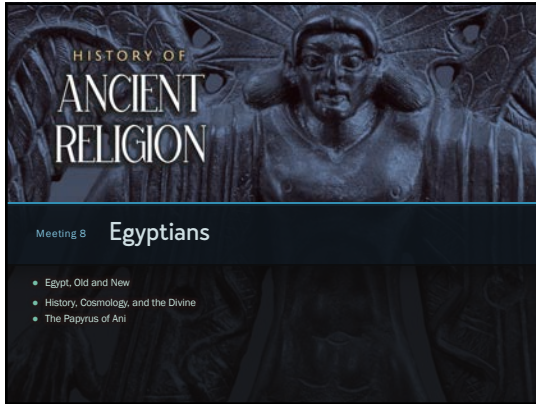 HISTORY OF
ANCIENT
RELIGION
Meeting 8 Egyptians
• Egypt, Old and New
• History, Cosmology, and the Divine
• The Papyrus of Ani